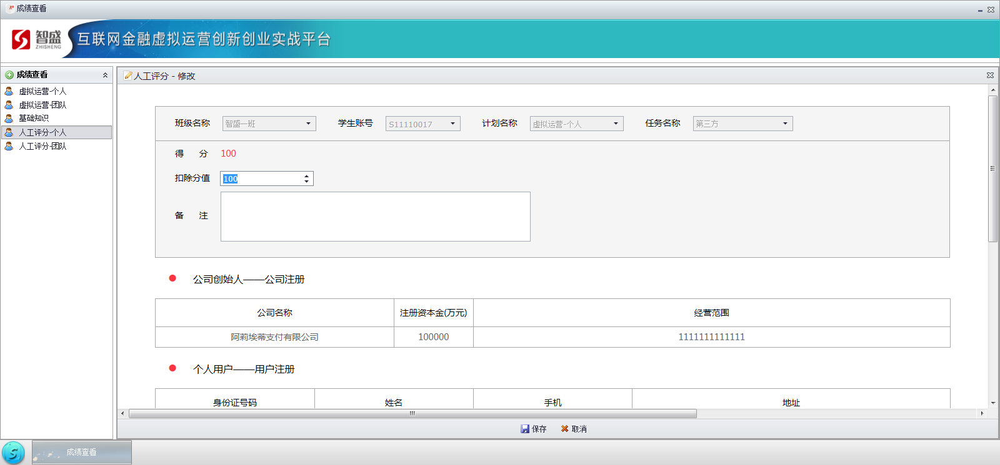 成绩查看
智盛
ZHISHENG
互联网金融虚拟运营创新创业实战平台
成绩查看
虚拟运营-个人
虚拟运营-团队
基础知识
人工评分-个人
人工评分-团队
人工评分 - 修改
班级名称 智盛一班 学生账号 S11110017 计划名称 虚拟运营-个人 任务名称 第三方
得 分 100
扣除分值 100
备 注
公司创始人——公司注册
公司名称 注册资本金(万元) 经营范围
阿莉埃蒂支付有限公司 100000 1111111111111
个人用户——用户注册
身份证号码 姓名 手机 地址
保存 取消
成绩查看